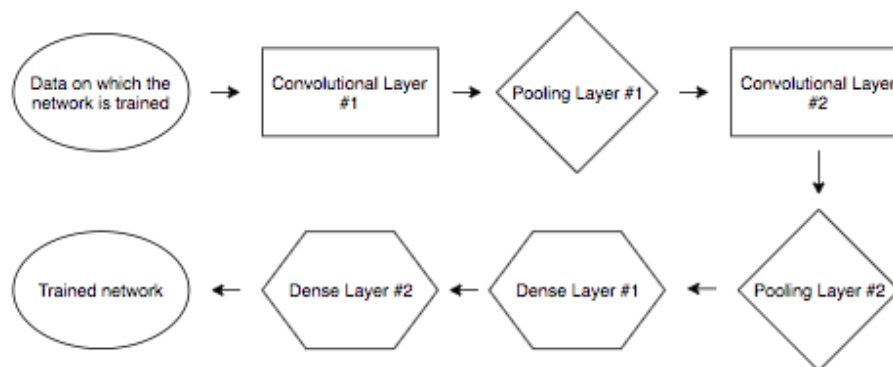 Data on which the
network is trained
Convolutional Layer
#1
Pooling Layer #1
Convolutional Layer
#2
Pooling Layer #2
Dense Layer #1
Dense Layer #2
Trained network